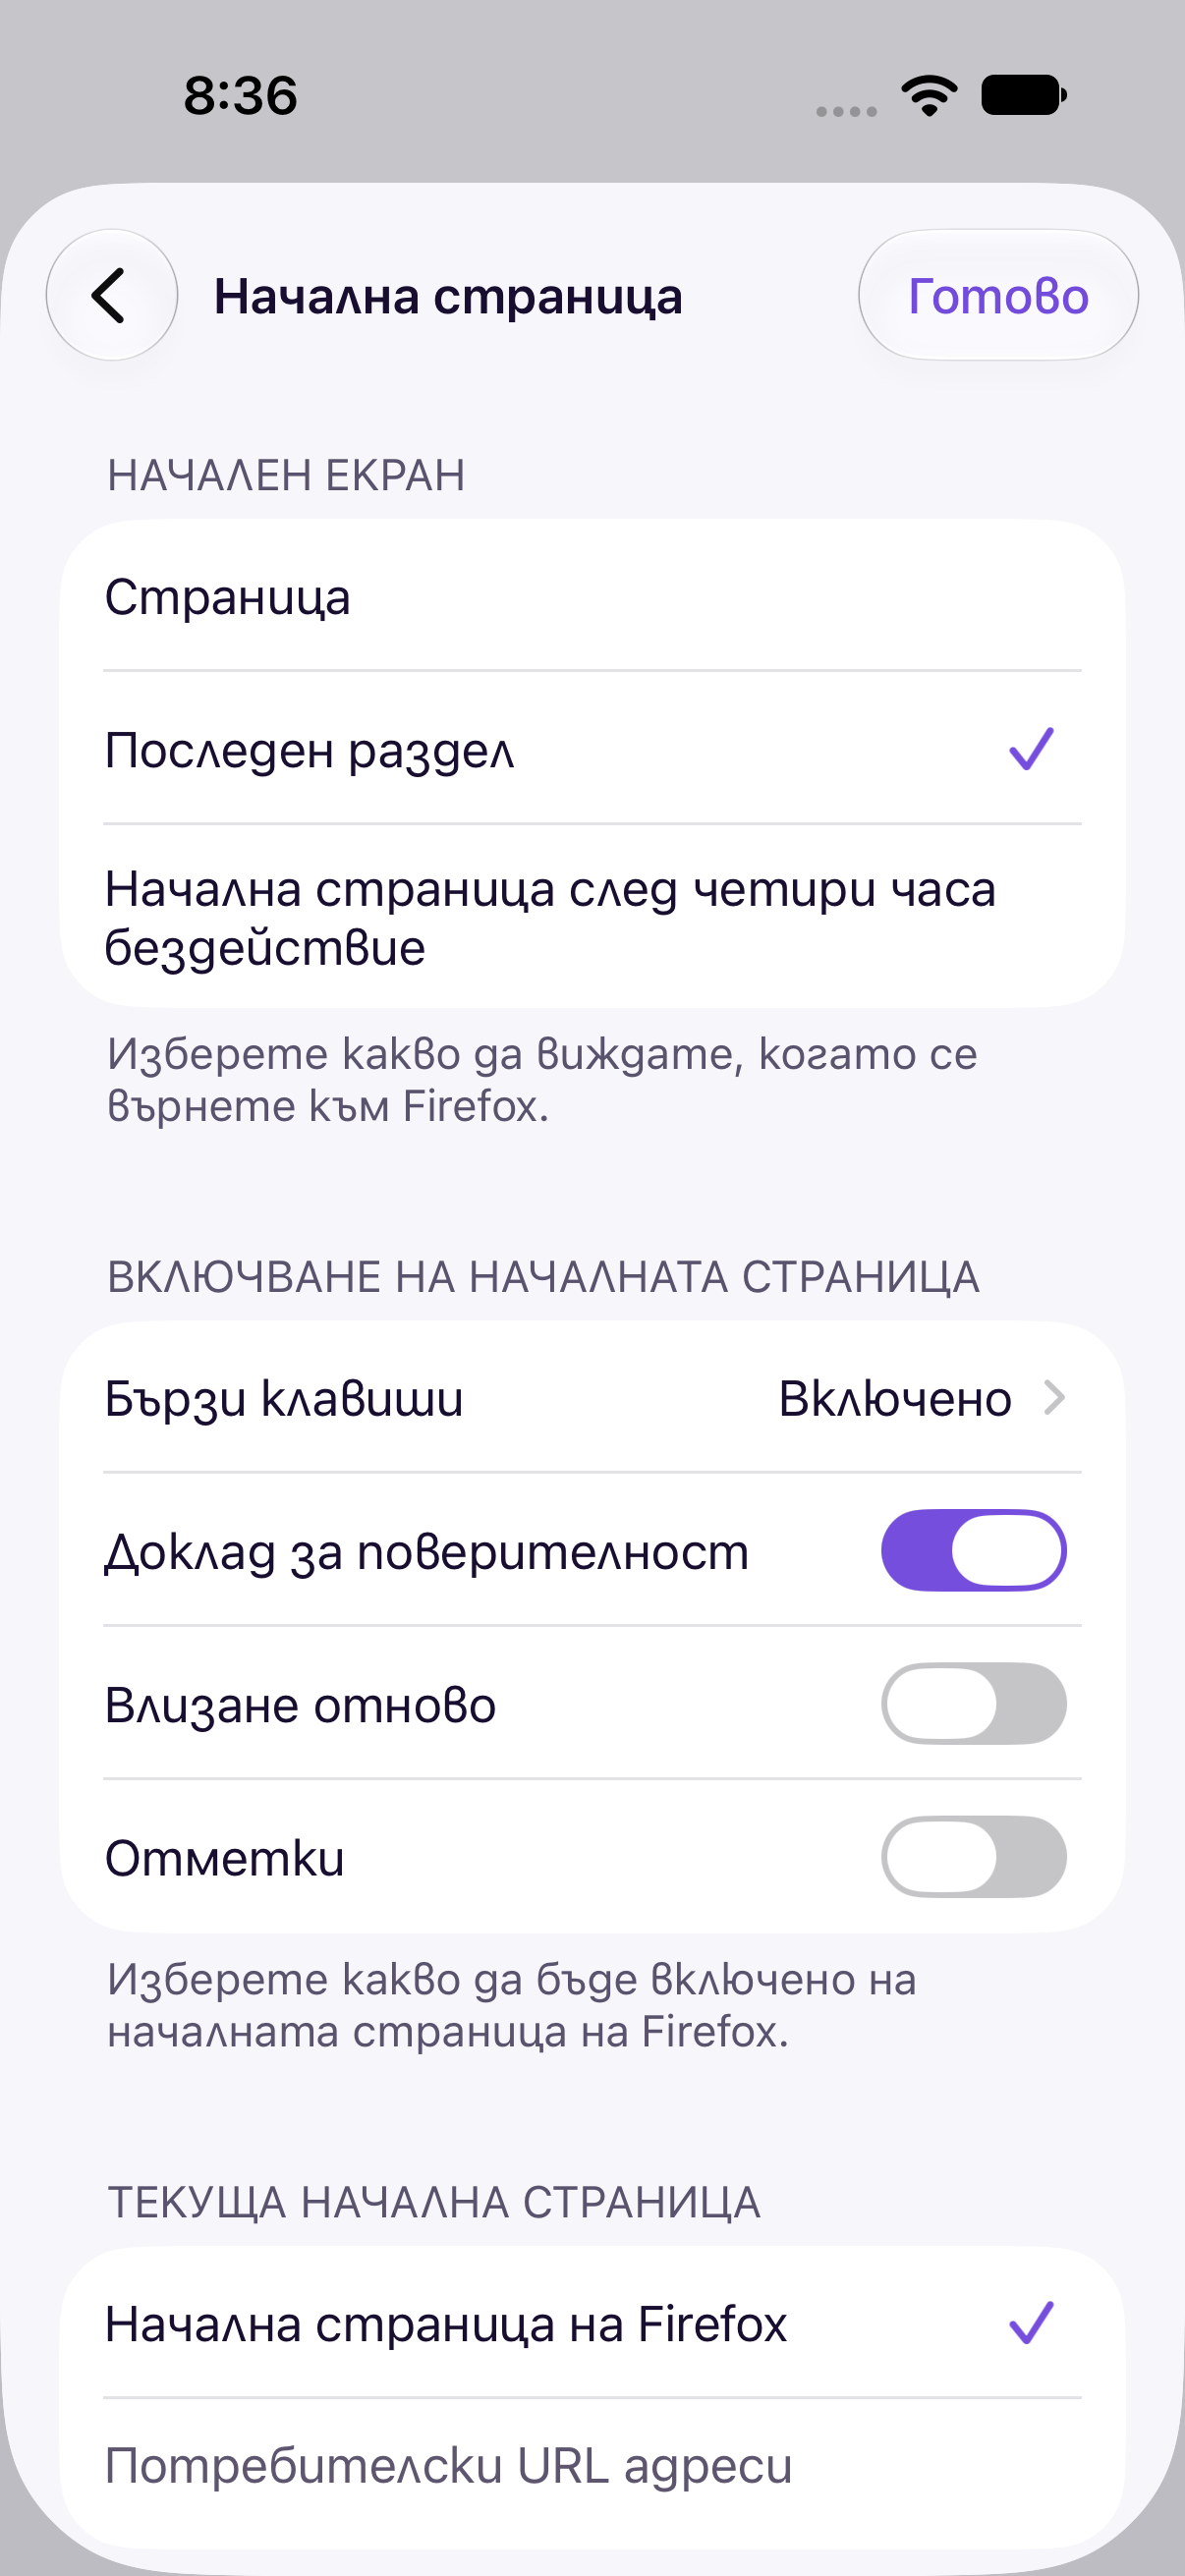 8:36
Начална страница
Готово
НАЧАЛЕН ЕКРАН
Страница
Последен раздел
Начална страница след четири часа
бездействие
Изберете какво да виждате, когато се
върнете към Firefox.
ВКЛЮЧВАНЕ НА НАЧАЛНАТА СТРАНИЦА
Бързи клавиши
Включено
Доклад за поверителност
Влизане отново
Отметки
Изберете какво да бъде включено на
началната страница на Firefox.
ТЕКУЩА НАЧАЛНА СТРАНИЦА
Начална страница на Firefox
Потребителски URL адреси